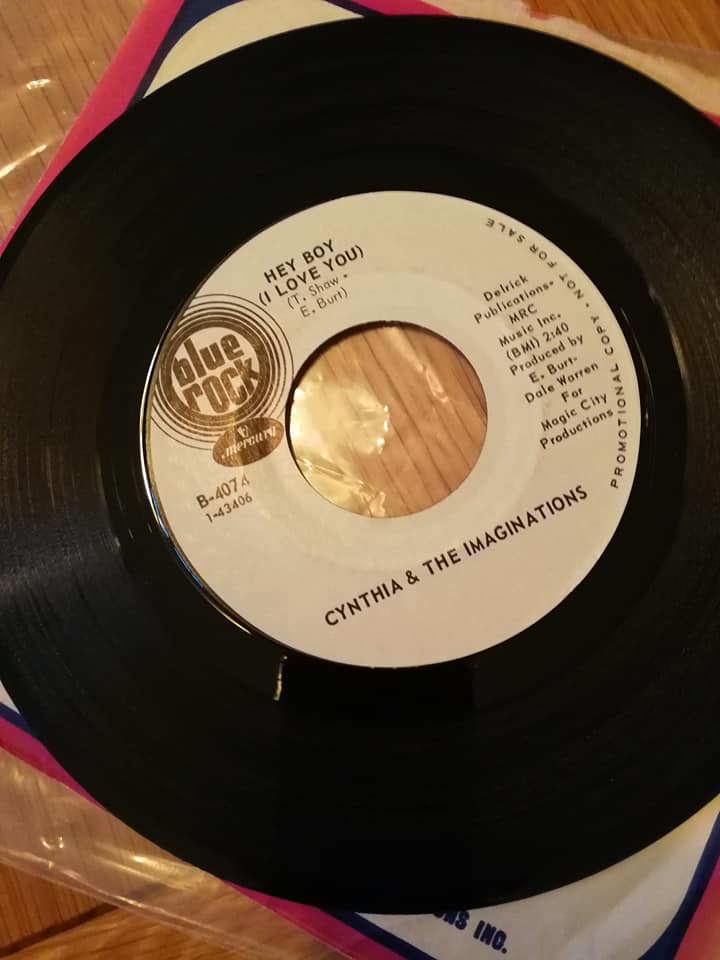 HEY BOY
(I LOVE YOU)
(T. Shaw -
E. Burt)
PROMOTIONAL COPY • NOT FOR SALE
Delrick
Publications-
MRC
Music Inc.
(BMI) 2:40
Produced by
E. Burt-
Dale Warren
For
Magic City
Productions
blue
rock
mercury
B-4074
1-43406
CYNTHIA & THE IMAGINATIONS
INC.